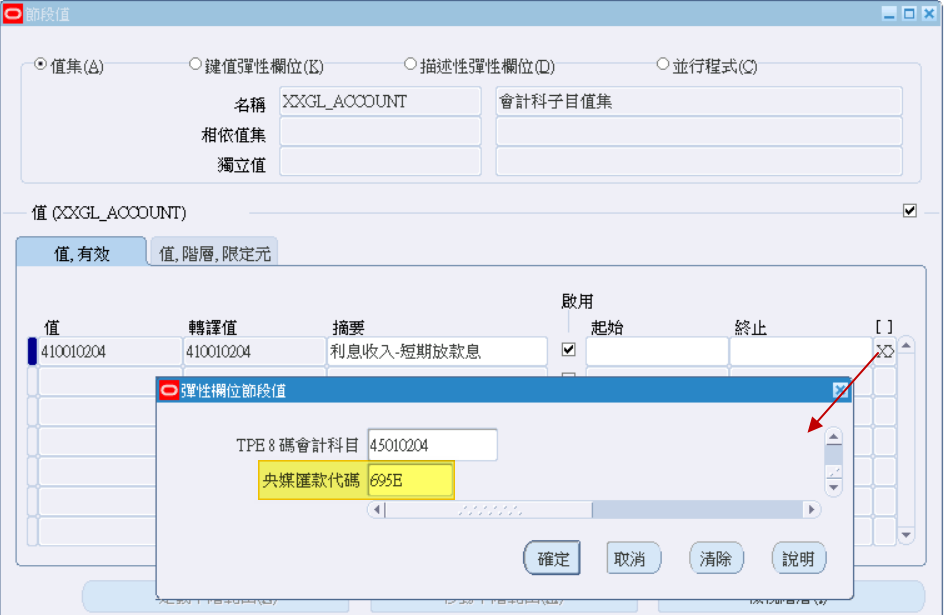 節段值
值集(A) 鍵值彈性欄位(K) 描述性彈性欄位(D) 並行程式(C)
名稱 XXGL_ACCOUNT 會計科子目值集
相依值集
獨立值
值 (XXGL_ACCOUNT)
值, 有效 值, 階層, 限定元
啟用
值 轉譯值 摘要 起始 終止 [ ]
410010204 410010204 利息收入-短期放款息
彈性欄位節段值
TPE 8 碼會計科目 45010204
央媒匯款代碼 695E
確定 取消 清除 說明